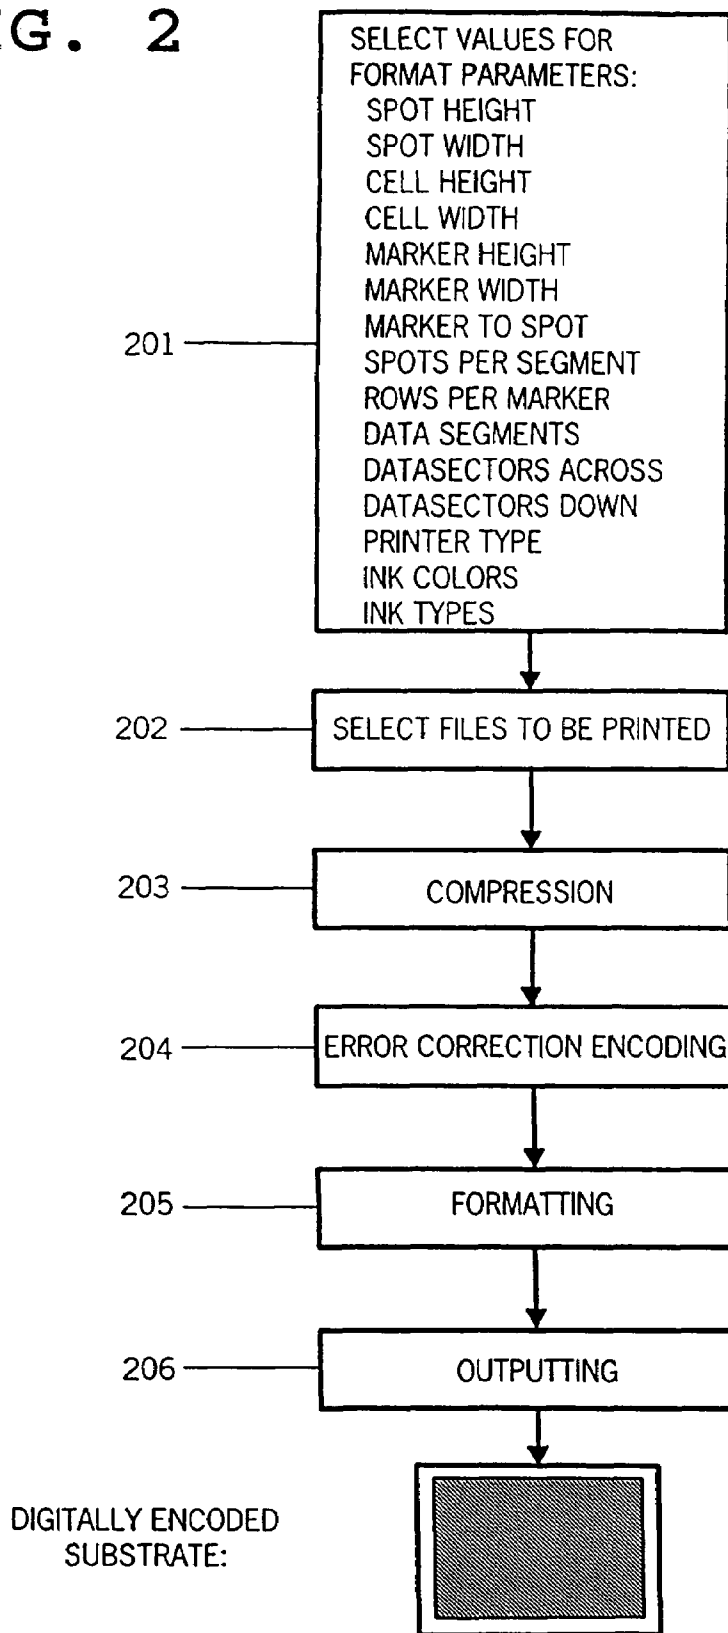 G. 2
SELECT VALUES FOR
FORMAT PARAMETERS:
SPOT HEIGHT
SPOT WIDTH
CELL HEIGHT
CELL WIDTH
MARKER HEIGHT
MARKER WIDTH
MARKER TO SPOT
SPOTS PER SEGMENT
ROWS PER MARKER
DATA SEGMENTS
DATASECTORS ACROSS
DATASECTORS DOWN
PRINTER TYPE
INK COLORS
INK TYPES
201
202
SELECT FILES TO BE PRINTED
203
COMPRESSION
204
ERROR CORRECTION ENCODING
205
FORMATTING
206
OUTPUTTING
DIGITALLY ENCODED
SUBSTRATE: